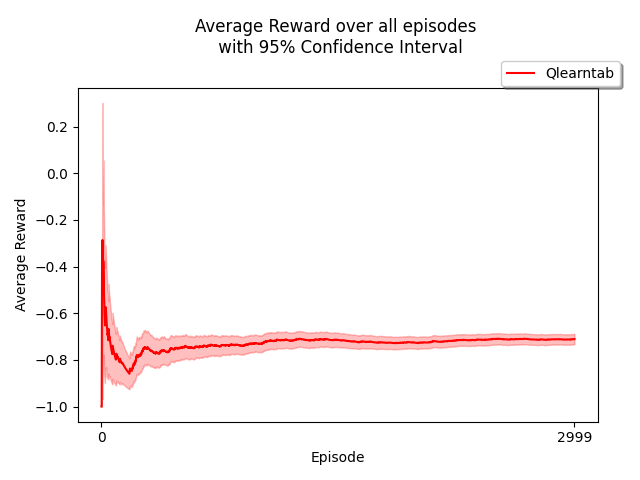 Average Reward over all episodes
with 95% Confidence Interval
Qlearntab
0.2
0.0
−0.2
−0.4
−0.6
−0.8
−1.0
Average Reward
0 2999
Episode